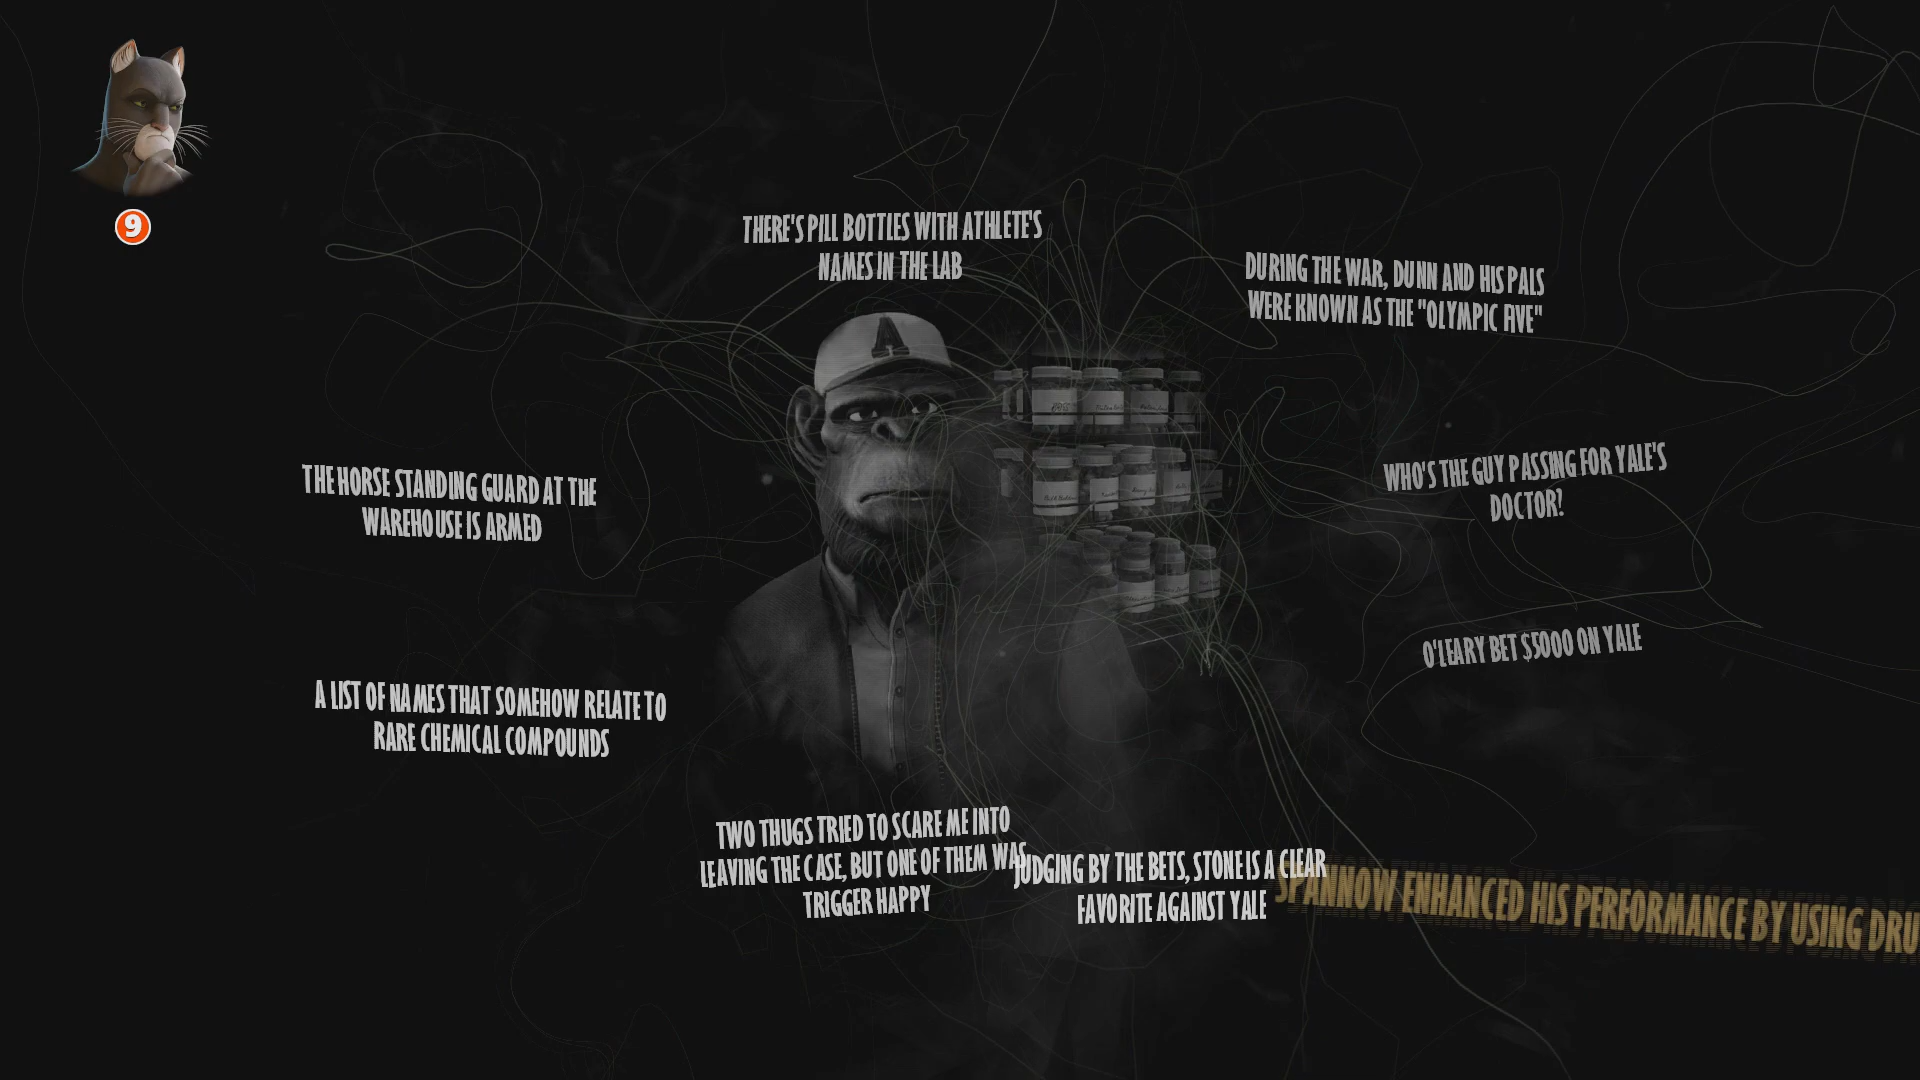 9
THERE'S PILL BOTTLES WITH ATHLETE'S
NAMES IN THE LAB
A
DURING THE WAR, DUNN AND HIS PALS
WERE KNOWN AS THE "OLYMPIC FIVE"
THE HORSE STANDING GUARD AT THE
WAREHOUSE IS ARMED
WHO'S THE GUY PASSING FOR YALE'S
DOCTOR?
O'LEARY BET $5000 ON YALE
A LIST OF NAMES THAT SOMEHOW RELATE TO
RARE CHEMICAL COMPOUNDS
TWO THUGS TRIED TO SCARE ME INTO
LEAVING THE CASE, BUT ONE OF THEM WAS
TRIGGER HAPPY
JUDGING BY THE BETS, STONE IS A CLEAR
FAVORITE AGAINST YALE
SPANNOW ENHANCED HIS PERFORMANCE BY USING DRU